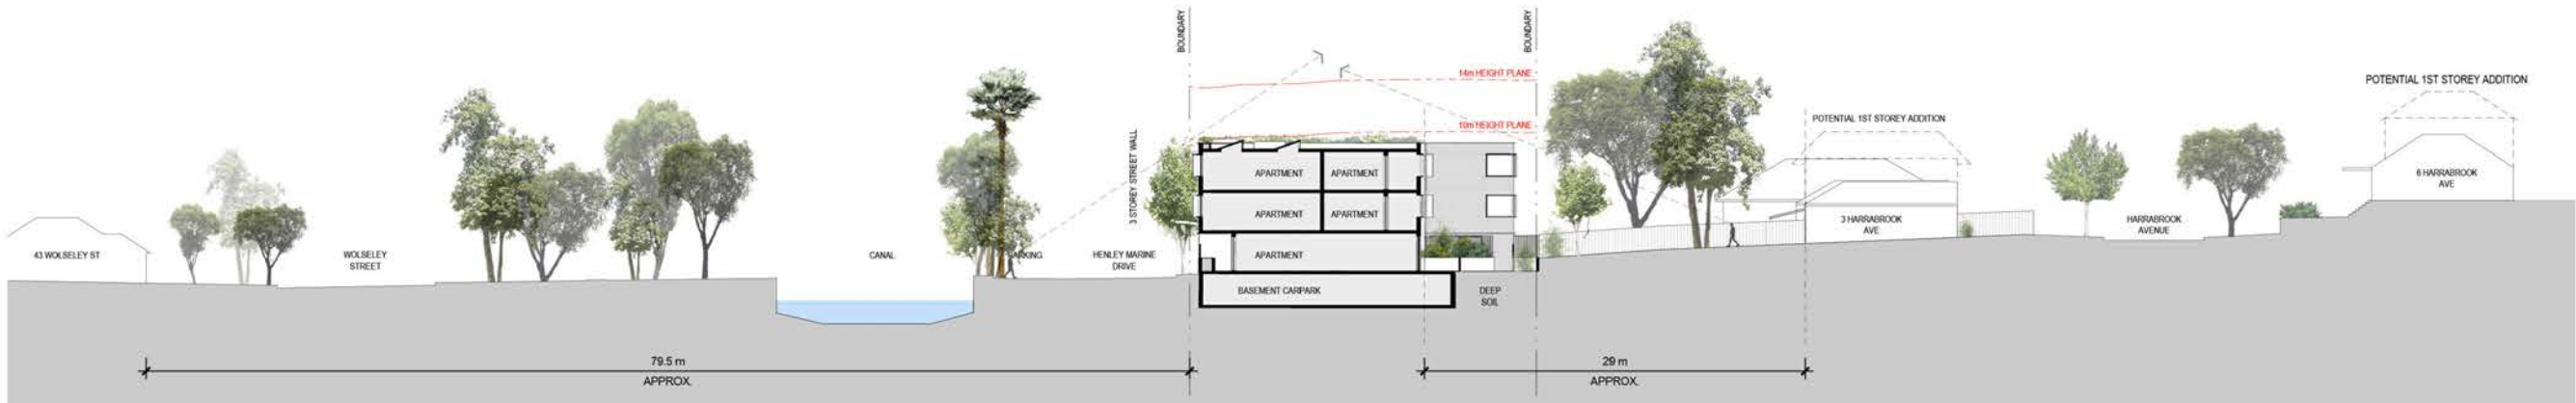 BOUNDARY
BOUNDARY
14m HEIGHT PLANE
10m HEIGHT PLANE
POTENTIAL 1ST STOREY ADDITION
POTENTIAL 1ST STOREY ADDITION
3 STOREY STREET WALL
APARTMENT
APARTMENT
6 HARRABROOK
AVE
APARTMENT
APARTMENT
3 HARRABROOK
AVE
HARRABROOK
AVENUE
43 WOLSELEY ST
WOLSELEY
STREET
CANAL
PARKING
HENLEY MARINE
DRIVE
APARTMENT
BASEMENT CARPARK
DEEP
SOIL
79.5 m
APPROX.
29 m
APPROX.